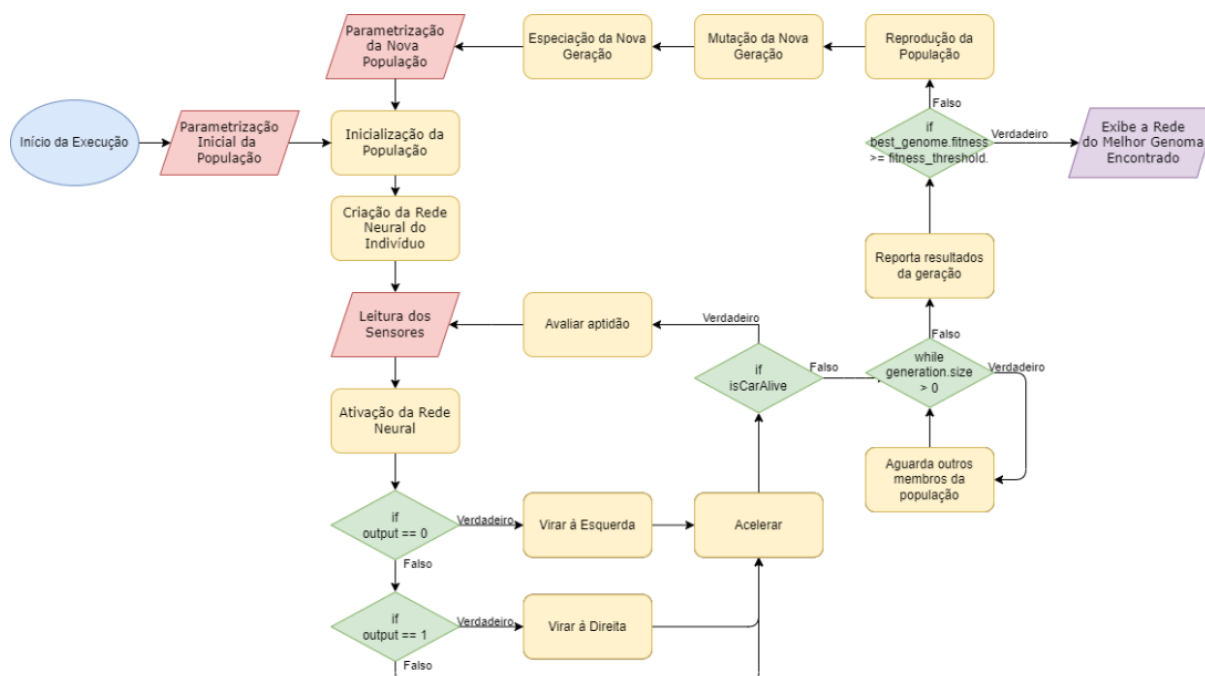 Parametrização
da Nova
População
Especiação da Nova
Geração
Mutação da Nova
Geração
Reprodução da
População
Falso
Início da Execução
Parametrização
Inicial da
População
Inicialização da
População
if
best_genome.fitness
>= fitness_threshold.
Verdadeiro
Exibe a Rede
do Melhor Genoma
Encontrado
Criação da Rede
Neural do
Indivíduo
Reporta resultados
da geração
Leitura dos
Sensores
Avaliar aptidão
Verdadeiro
Falso
if
isCarAlive
Falso
while
generation.size
> 0
Verdadeiro
Ativação da Rede
Neural
Aguarda outros
membros da
população
if
output == 0
Verdadeiro
Virar á Esquerda
Acelerar
Falso
if
output == 1
Verdadeiro
Virar à Direita
Falso